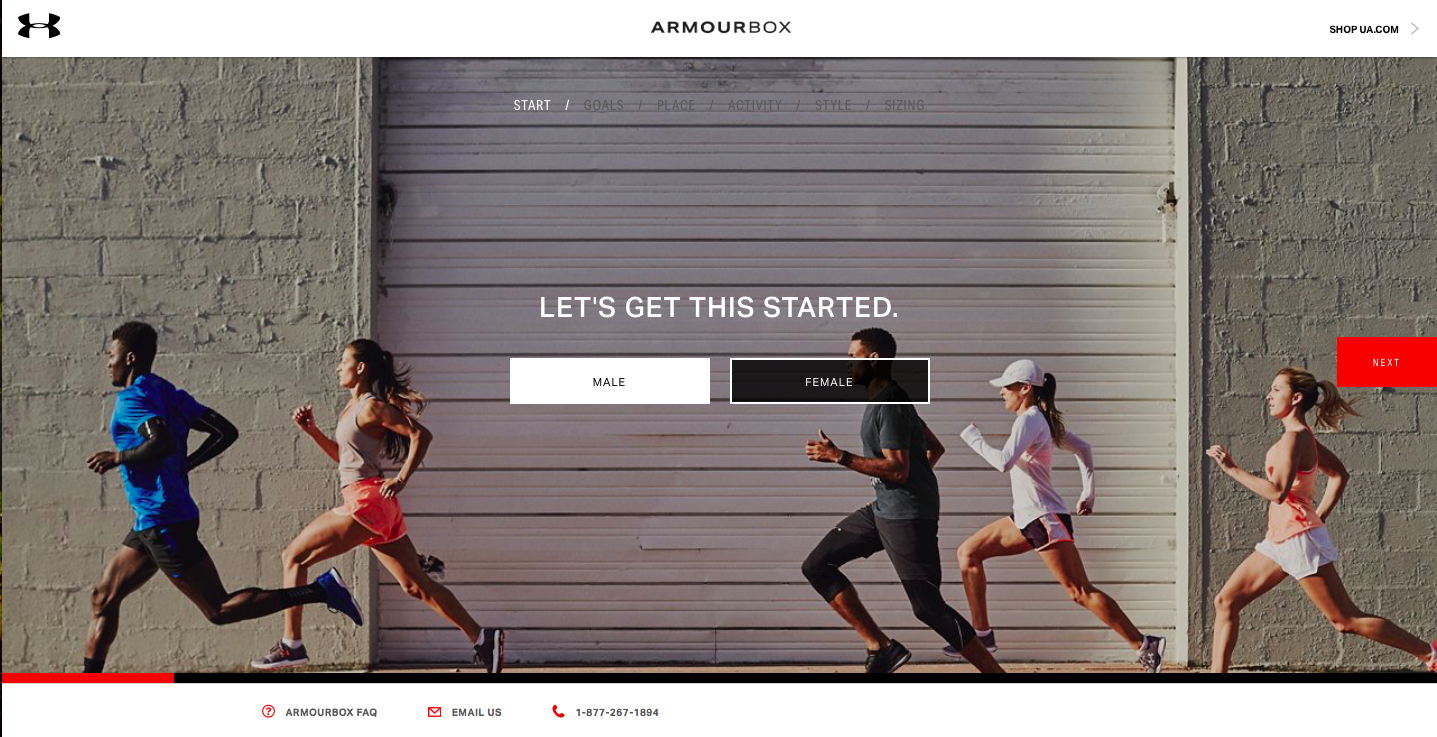 ARMOURBOX
SHOP UA.COM
START / GOALS / PLACE / ACTIVITY / STYLE / SIZING
LET'S GET THIS STARTED.
MALE
FEMALE
NEXT
ARMOURBOX FAQ
EMAIL US
1-877-267-1894